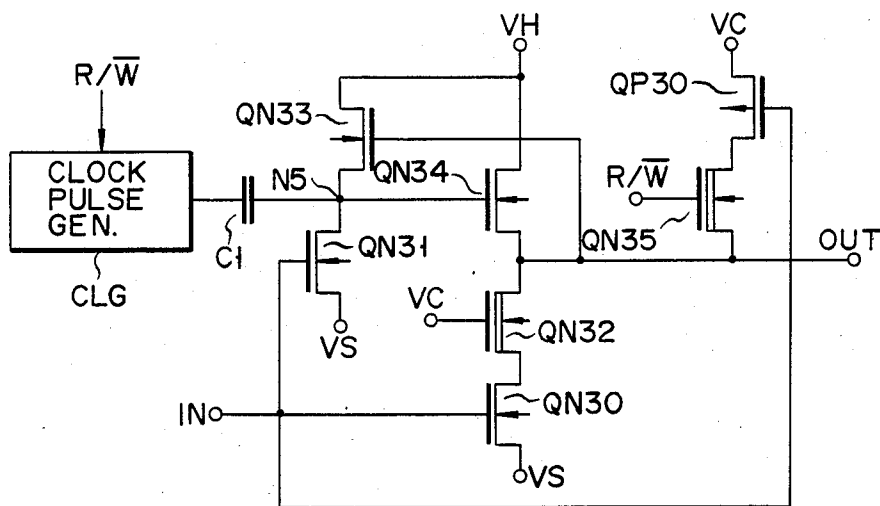 VH
VC
R/W̅
QN33
QP30
CLOCK
PULSE
GEN.
N5
QN34
R/W̅
C1
QN31
QN35
OUT
CLG
VC
VS
QN32
IN
QN30
VS